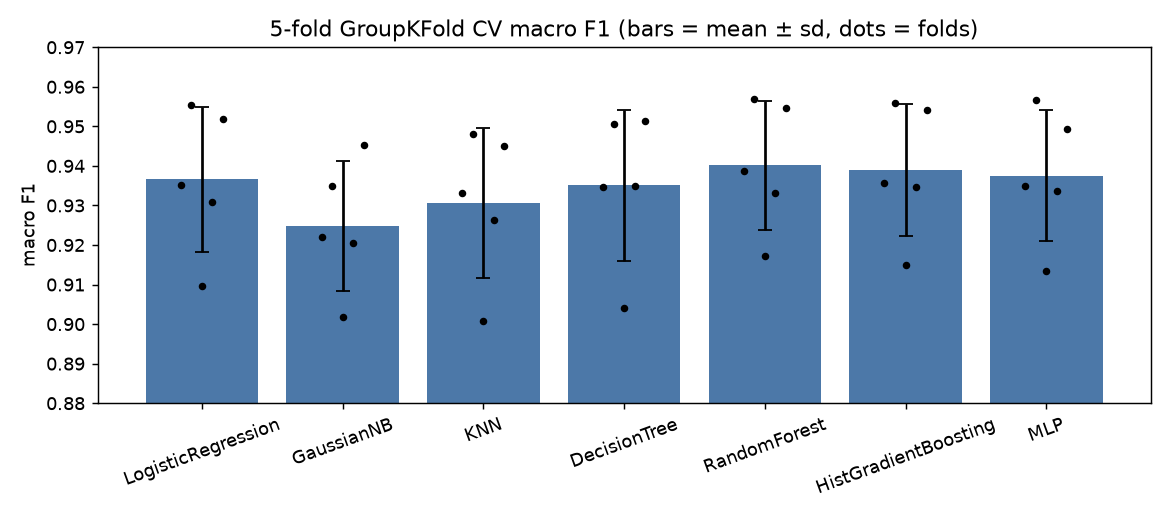 5-fold GroupKFold CV macro F1 (bars = mean ± sd, dots = folds)
macro F1
0.97
0.96
0.95
0.94
0.93
0.92
0.91
0.90
0.89
0.88
LogisticRegression
GaussianNB
KNN
DecisionTree
RandomForest
HistGradientBoosting
MLP